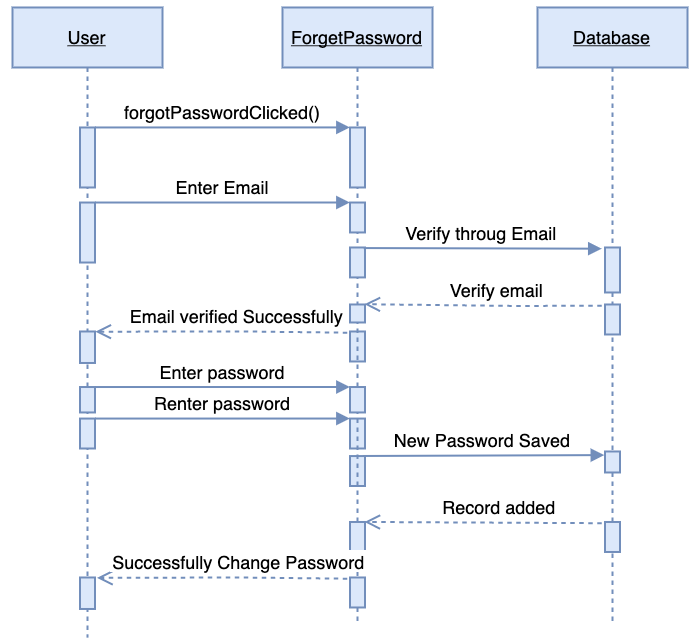 User
ForgetPassword
Database
forgotPasswordClicked()
Enter Email
Verify throug Email
Verify email
Email verified Successfully
Enter password
Renter password
New Password Saved
Record added
Successfully Change Password